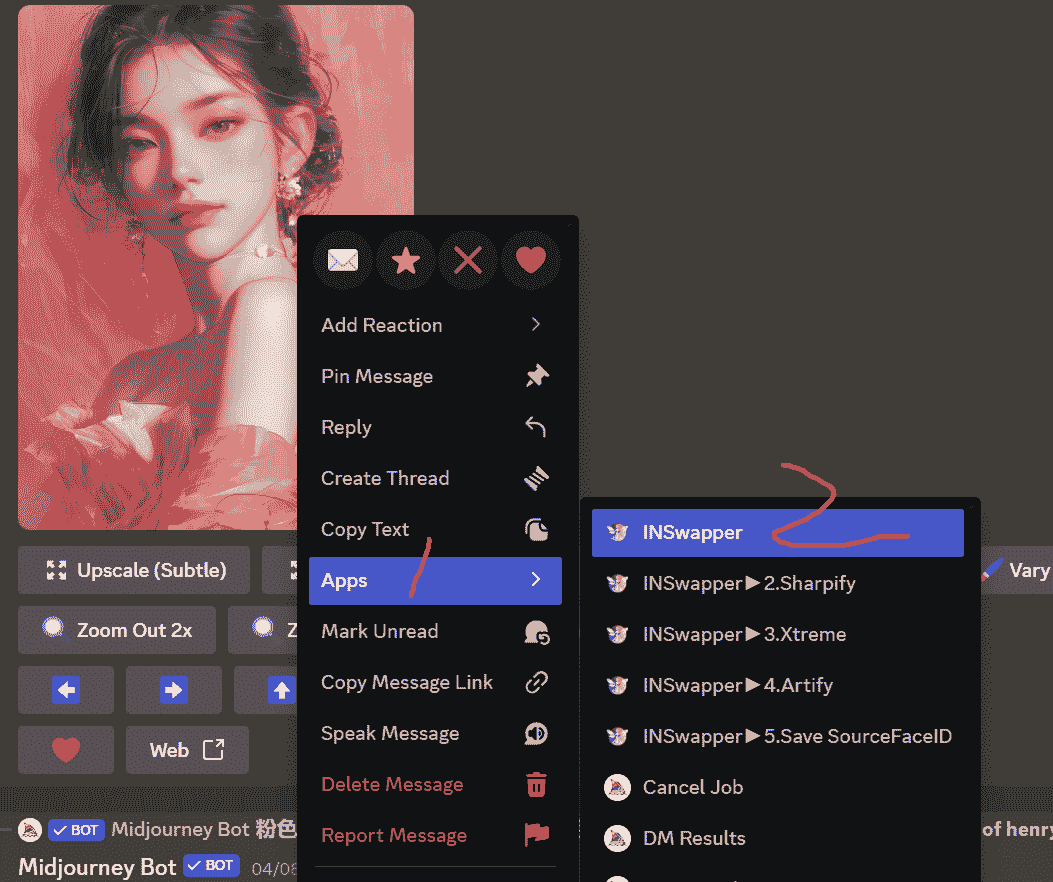 Add Reaction
Pin Message
Reply
Create Thread
Copy Text
Apps
Mark Unread
Copy Message Link
Speak Message
Delete Message
Report Message
2
INSwapper
INSwapper▶2.Sharpify
INSwapper▶3.Xtreme
INSwapper▶4.Artify
INSwapper▶5.Save SourceFaceID
Cancel Job
DM Results
Upscale (Subtle)
Vary
Zoom Out 2x
Z
Web
BOT Midjourney Bot 粉色 of henry
Midjourney Bot BOT 04/08